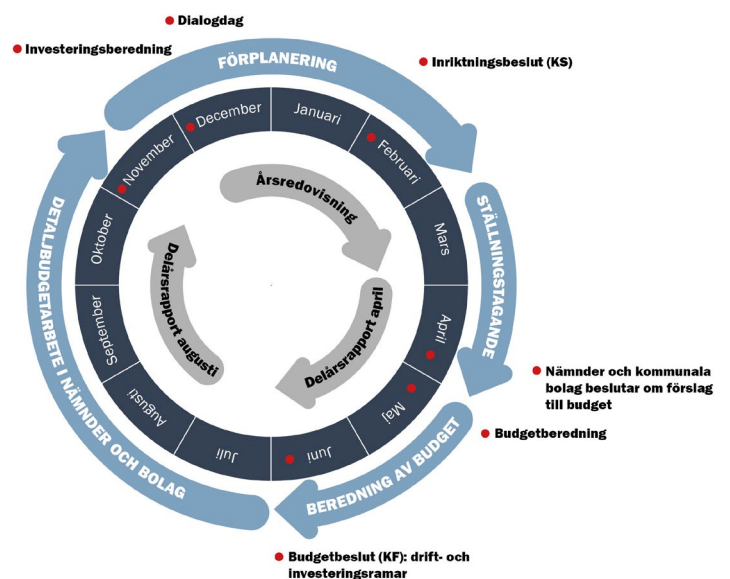 Dialogdag
Investeringsberedning
FÖRPLANERING
Inriktningsbeslut (KS)
Januari
Februari
Mars
April
Maj
Juni
Juli
Augusti
September
Oktober
November
December
Årsredovisning
Delårsrapport april
Delårsrapport augusti
STÄLLNINGSTAGANDE
Nämnder och kommunala
bolag beslutar om förslag
till budget
Budgetberedning
BEREDNING AV BUDGET
Budgetbeslut (KF): drift- och
investeringsramar
DETALJBUDGETARBETE I NÄMNDER OCH BOLAG